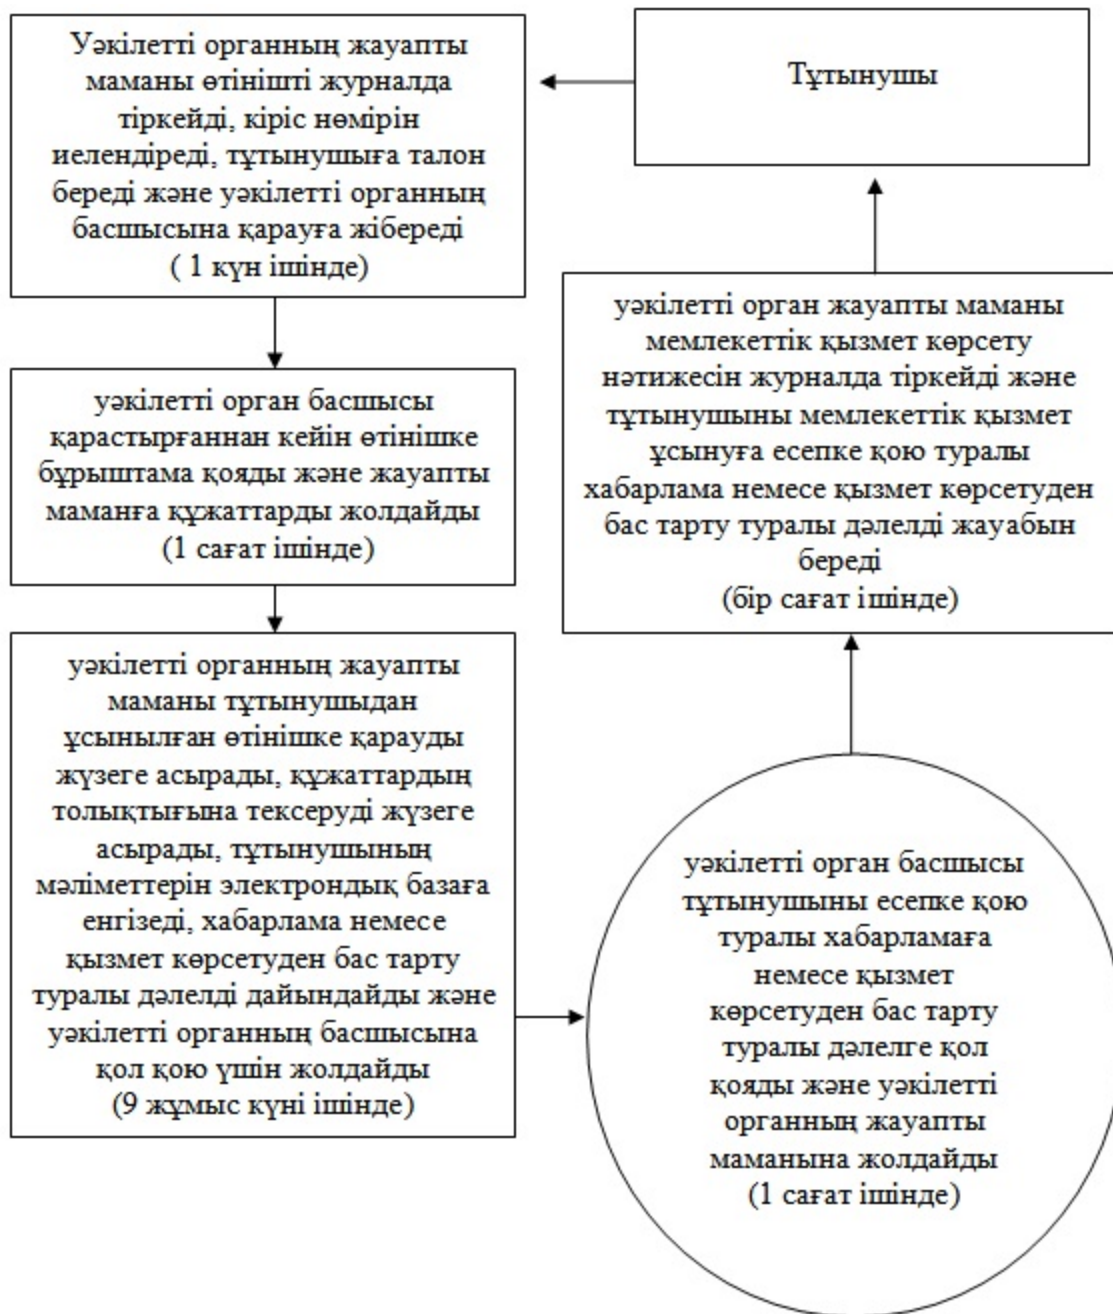 Тұтынушы
Уәкілетті органның жауапты
маманы өтінішті журналда
тіркейді, кіріс нөмірін
иелендіреді, тұтынушыға талон
береді және уәкілетті органның
басшысына қарауға жібереді
( 1 күн ішінде)
уәкілетті орган басшысы
қарастырғаннан кейін өтінішке
бұрыштама қояды және жауапты
маманға құжаттарды жолдайды
(1 сағат ішінде)
уәкілетті органның жауапты
маманы тұтынушыдан
ұсынылған өтінішке қарауды
жүзеге асырады, құжаттардың
толықтығына тексеруді жүзеге
асырады, тұтынушының
мәліметтерін электрондық базаға
енгізеді, хабарлама немесе
қызмет көрсетуден бас тарту
туралы дәлелді дайындайды және
уәкілетті органның басшысына
қол қою үшін жолдайды
(9 жұмыс күні ішінде)
уәкілетті орган басшысы
тұтынушыны есепке қою
туралы хабарламаға
немесе қызмет
көрсетуден бас тарту
туралы дәлелге қол
қояды және уәкілетті
органның жауапты
маманына жолдайды
(1 сағат ішінде)
уәкілетті орган жауапты маманы
мемлекеттік қызмет көрсету
нәтижесін журналда тіркейді және
тұтынушыны мемлекеттік қызмет
ұсынуға есепке қою туралы
хабарлама немесе қызмет көрсетуден
бас тарту туралы дәлелді жауабын
береді
(бір сағат ішінде)